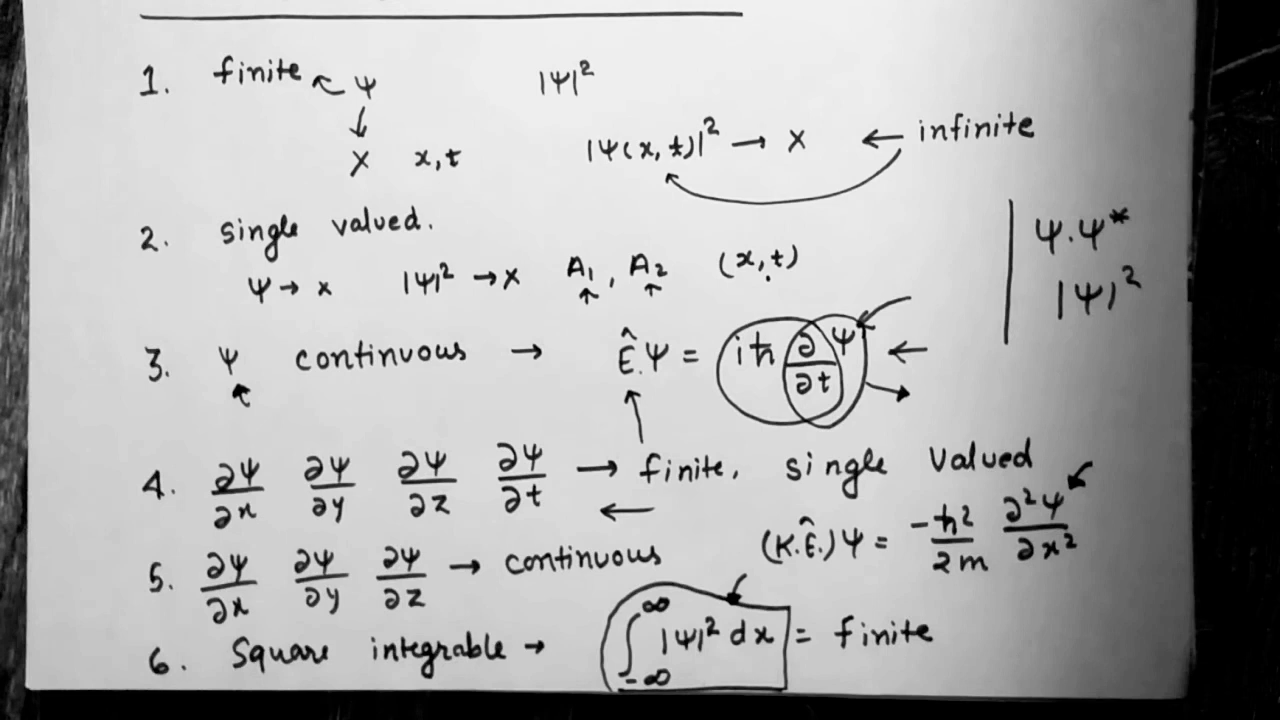 1. finite ← Ψ |Ψ|²
↓
X x,t |Ψ(x,t)|² → X ← infinite
2. single valued.
Ψ → x |Ψ|² → X A₁, A₂ (x,t)
Ψ.Ψ*
|Ψ|²
3. Ψ continuous → Ê.Ψ = iħ ∂/∂t Ψ ←
4. ∂Ψ/∂x ∂Ψ/∂y ∂Ψ/∂z ∂Ψ/∂t → finite, single valued
(K.Ê.)Ψ = -ħ²/2m ∂²Ψ/∂x²
5. ∂Ψ/∂x ∂Ψ/∂y ∂Ψ/∂z → continuous
6. Square integrable → ∫_{-∞}^{∞} |Ψ|² dx = finite